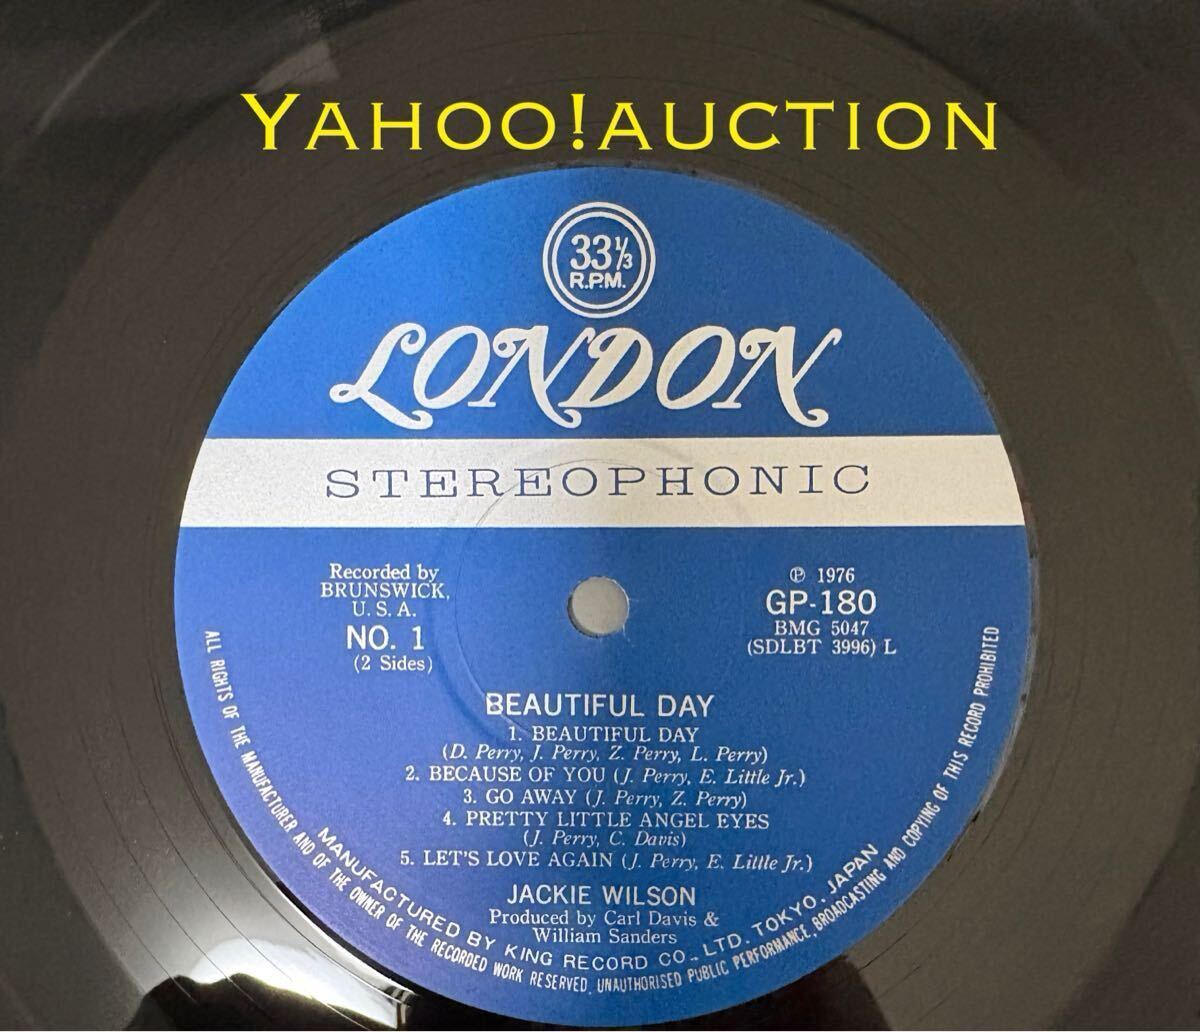 YAHOO!AUCTION
33⅓
R.P.M.
LONDON
STEREOPHONIC
Recorded by
BRUNSWICK,
U. S. A.
NO. 1
(2 Sides)
℗ 1976
GP-180
BMG 5047
(SDLBT 3996) L
BEAUTIFUL DAY
1. BEAUTIFUL DAY
(D. Perry, J. Perry, Z. Perry, L. Perry)
2. BECAUSE OF YOU (J. Perry, E. Little Jr.)
3. GO AWAY (J. Perry, Z. Perry)
4. PRETTY LITTLE ANGEL EYES
(J. Perry, C. Davis)
5. LET'S LOVE AGAIN (J. Perry, E. Little Jr.)
JACKIE WILSON
Produced by Carl Davis &
William Sanders
MANUFACTURED BY KING RECORD CO., LTD. TOKYO, JAPAN
ALL RIGHTS OF THE MANUFACTURER AND OF THE OWNER OF THE RECORDED WORK RESERVED. UNAUTHORISED PUBLIC PERFORMANCE, BROADCASTING AND COPYING OF THIS RECORD PROHIBITED